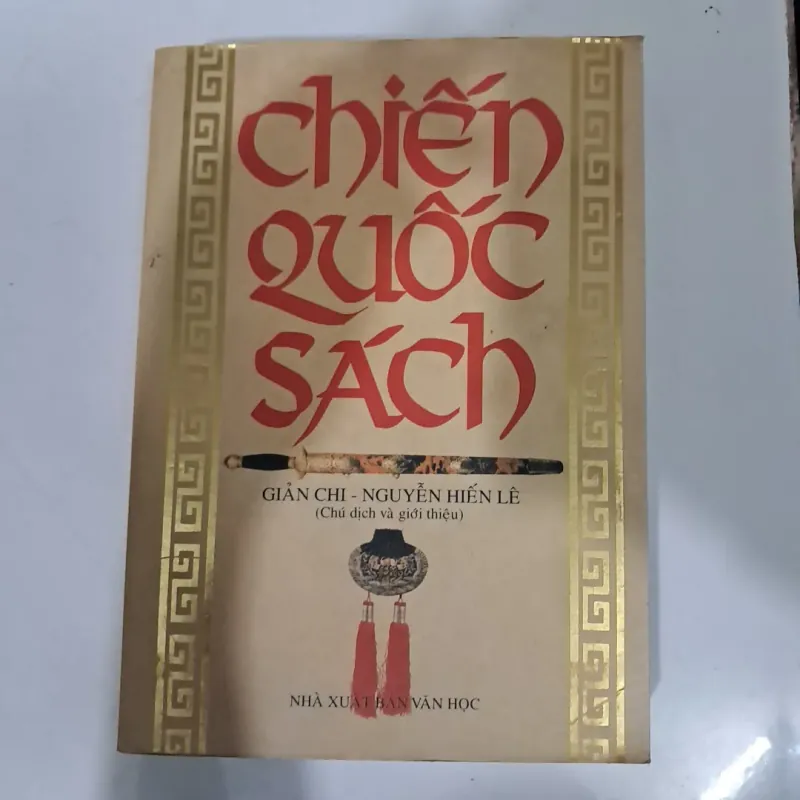 chiến
quốc
sách
GIẢN CHI - NGUYỄN HIẾN LÊ
(Chú dịch và giới thiệu)
NHÀ XUẤT BẢN VĂN HỌC